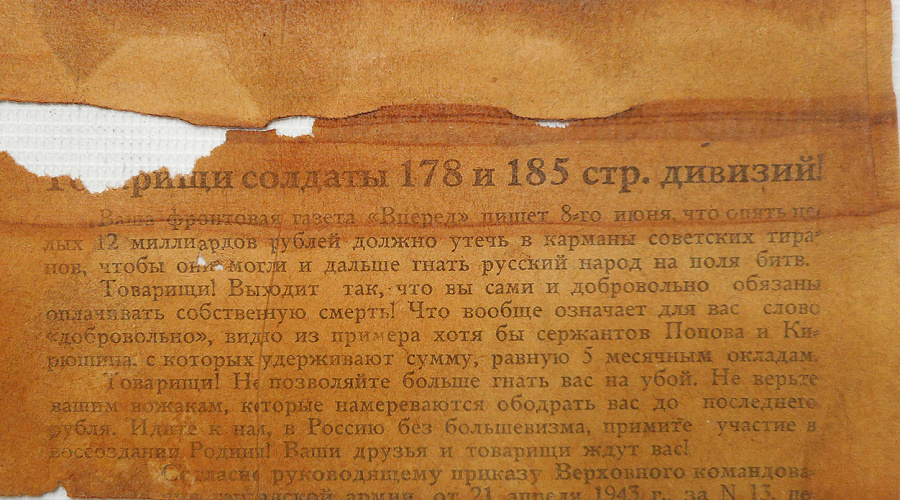 Товарищи солдаты 178 и 185 стр. дивизий!
Ваша фронтовая газета «Вперед» пишет 8-го июня, что опять це-
лых 12 миллиардов рублей должно утечь в карманы советских тира-
нов, чтобы они могли и дальше гнать русский народ на поля битв.
Товарищи! Выходит так, что вы сами и добровольно обязаны
оплачивать собственную смерть! Что вообще означает для вас слово
«добровольно», видно из примера хотя бы сержантов Попова и Ки-
рюшина, с которых удерживают сумму, равную 5 месячным окладам.
Товарищи! Не позволяйте больше гнать вас на убой. Не верьте
вашим вожакам, которые намереваются ободрать вас до последнего
рубля. Идите к нам, в Россию без большевизма, примите участие в
воссоздании Родины! Ваши друзья и товарищи ждут вас!
Согласно руководящему приказу Верховного командова-
ния германской армии от 21 апреля 1943 г., за N 13, пе-